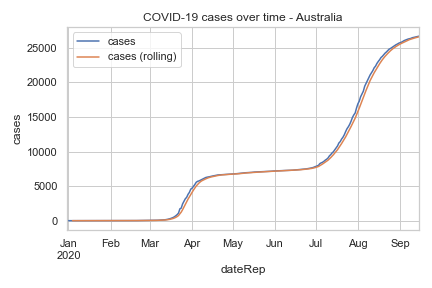 COVID-19 cases over time - Australia
cases
cases (rolling)
25000
20000
15000
10000
5000
0
cases
Jan Feb Mar Apr May Jun Jul Aug Sep
2020
dateRep